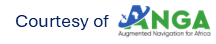 Courtesy of ANGA
Augmented Navigation for Africa